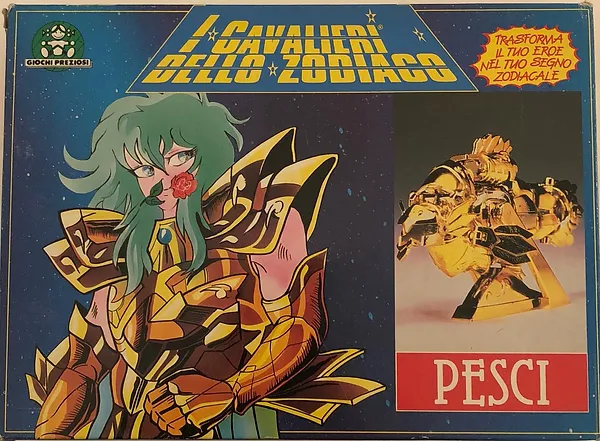 GIOCHI PREZIOSI
I CAVALIERI
DELLO ZODIACO
TRASFORMA
IL TUO EROE
NEL TUO SEGNO
ZODIACALE
PESCI